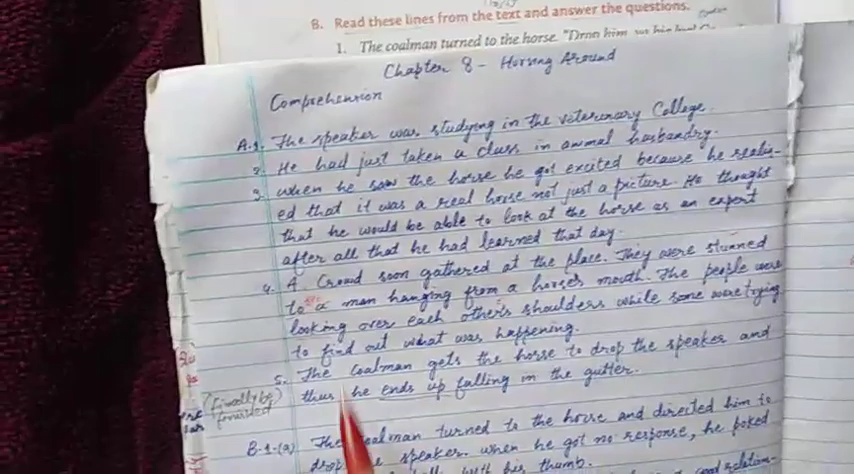 B. Read these lines from the text and answer the questions.
1. The coalman turned to the horse. "Drop him
Chapter 8 - Horsing Around
Comprehension
A.1. The speaker was studying in the veterinary College.
2. He had just taken a class in animal husbandry.
3. when he saw the horse he got excited because he realis-
ed that it was a real horse not just a picture. He thought
that he would be able to look at the horse as an expert
after all that he had learned that day.
4. A Crowd soon gathered at the place. They were stunned
to a man hanging from a horse's mouth. The people were
looking over each other's shoulders while some were trying
to find out what was happening.
5. The coalman gets the horse to drop the speaker and
thus he ends up falling in the gutter.
B-1-(a) The coalman turned to the horse and directed him to
drop speaker. when he got no response, he poked
with his thumb.